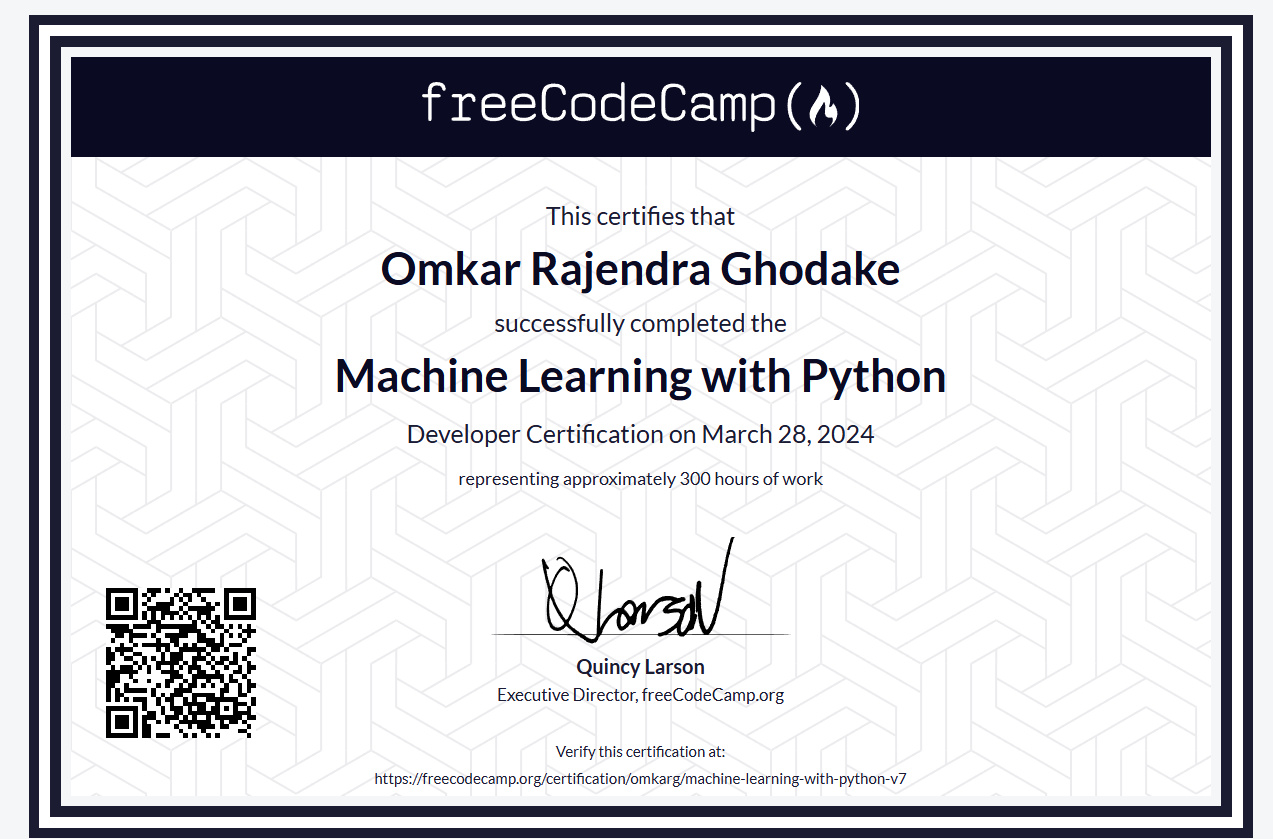 freeCodeCamp
This certifies that
Omkar Rajendra Ghodake
successfully completed the
Machine Learning with Python
Developer Certification on March 28, 2024
representing approximately 300 hours of work
Q Larson
Quincy Larson
Executive Director, freeCodeCamp.org
Verify this certification at:
https://freecodecamp.org/certification/omkarg/machine-learning-with-python-v7